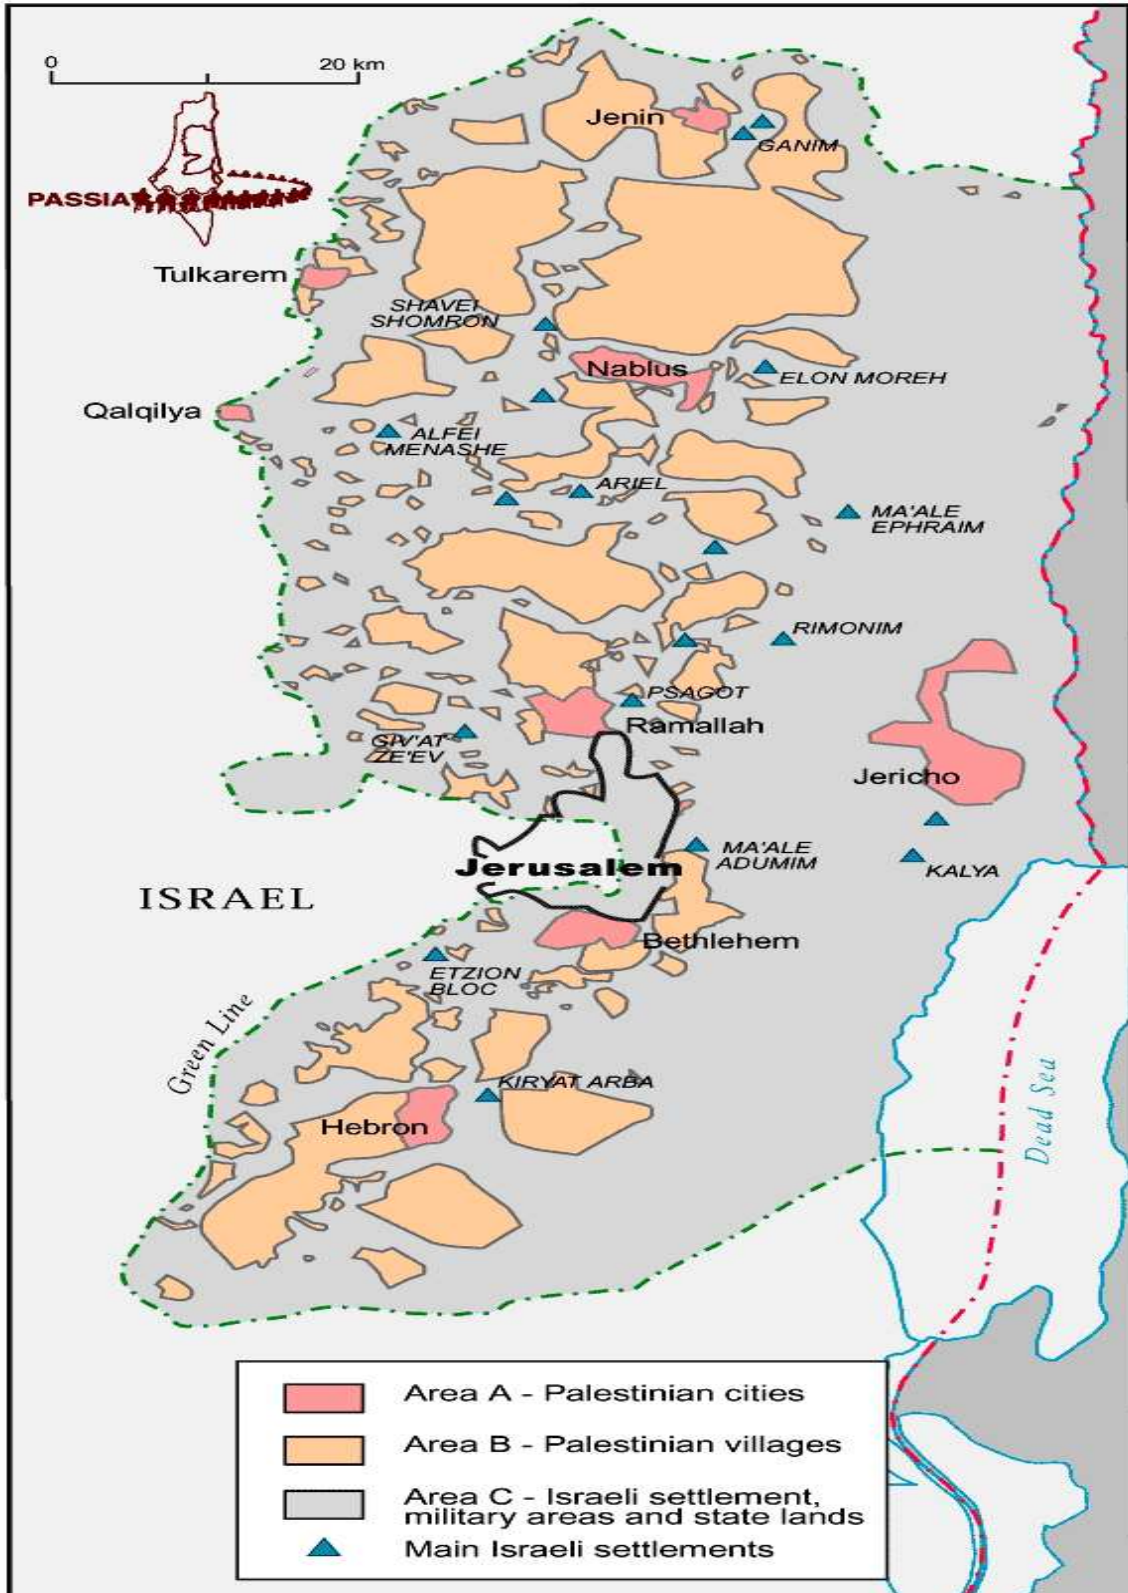 0
20 km
PASSIA
Jenin
GANIM
Tulkarem
SHAVEI
SHOMRON
Nablus
ELON MOREH
Qalqilya
ALFEI
MENASHE
ARIEL
MA'ALE
EPHRAIM
RIMONIM
PSAGOT
Ramallah
GIV'AT
ZE'EV
Jericho
MA'ALE
ADUMIM
Jerusalem
KALYA
ISRAEL
Bethlehem
ETZION
BLOC
Green Line
Dead Sea
KIRYAT ARBA
Hebron
Area A - Palestinian cities
Area B - Palestinian villages
Area C - Israeli settlement,
military areas and state lands
Main Israeli settlements